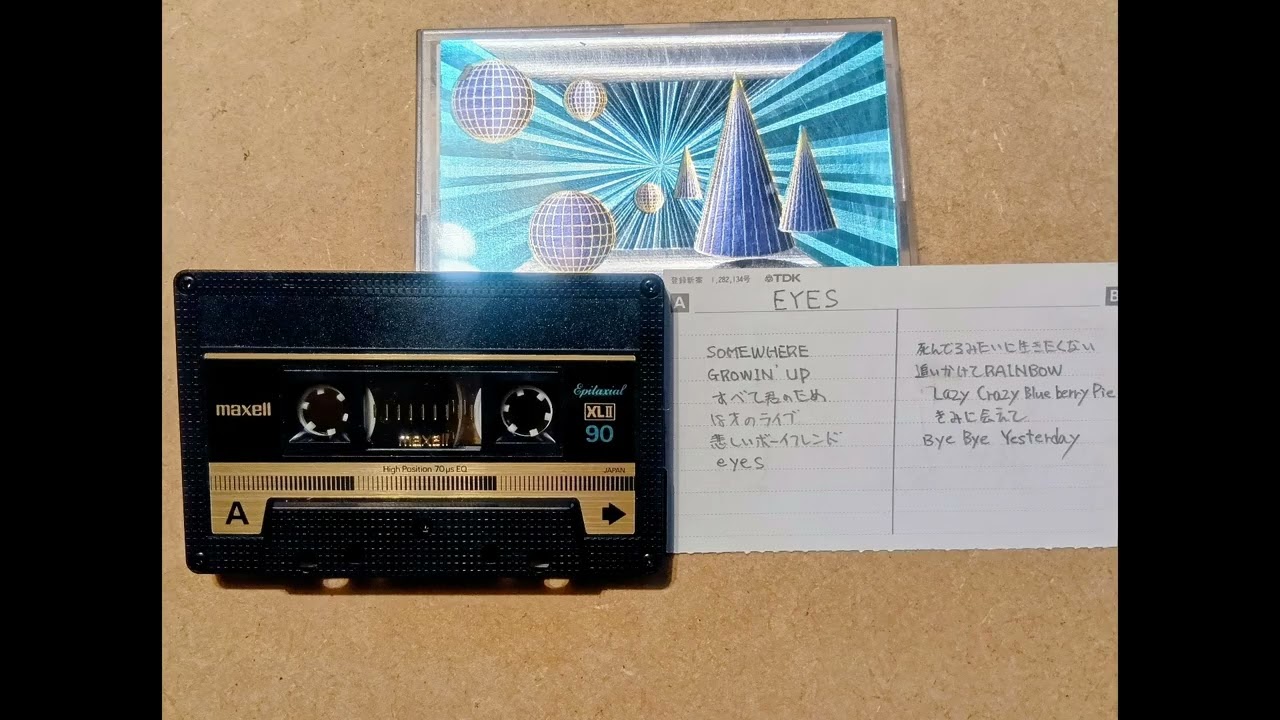 登録新案 1,282,134号 TDK
A
EYES
B
SOMEWHERE
GROWIN' UP
すべて君のため
18才のライブ
悲しいボーイフレンド
eyes
死んでるみたいに生きたくない
追いかけてRAINBOW
Lazy Crazy Blue berry Pie
きみに会えて
Bye Bye Yesterday
maxell
Epitaxial
XLII
90
maxell
High Position 70μs EQ
JAPAN
A